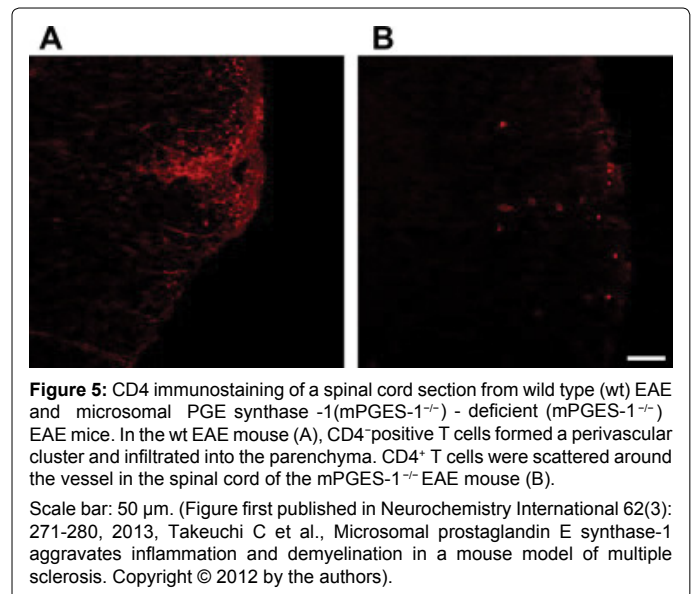 A B
Figure 5: CD4 immunostaining of a spinal cord section from wild type (wt) EAE
and microsomal PGE synthase -1(mPGES-1⁻/⁻) - deficient (mPGES-1⁻/⁻)
EAE mice. In the wt EAE mouse (A), CD4⁻positive T cells formed a perivascular
cluster and infiltrated into the parenchyma. CD4⁺ T cells were scattered around
the vessel in the spinal cord of the mPGES-1⁻/⁻ EAE mouse (B).
Scale bar: 50 µm. (Figure first published in Neurochemistry International 62(3):
271-280, 2013, Takeuchi C et al., Microsomal prostaglandin E synthase-1
aggravates inflammation and demyelination in a mouse model of multiple
sclerosis. Copyright © 2012 by the authors).